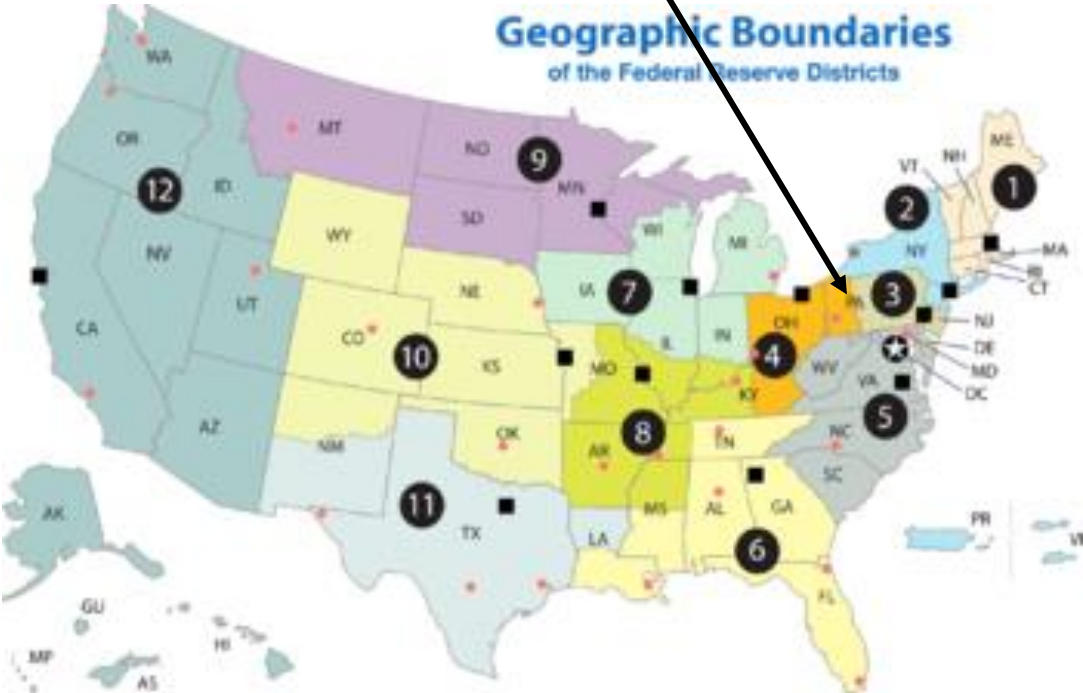 Geographic Boundaries
of the Federal Reserve Districts
WA
MT
ND
ME
OR
9
VT
NH
12
ID
MN
1
SD
WI
2
WY
MI
NY
MA
NV
RI
IA
7
3
CT
NE
PA
UT
OH
NJ
CA
CO
IL
IN
4
DE
10
KS
MO
WV
MD
VA
DC
KY
5
AZ
NM
OK
8
TN
NC
AR
SC
11
MS
AL
GA
AK
TX
LA
PR
VI
6
FL
GU
HI
MP
AS